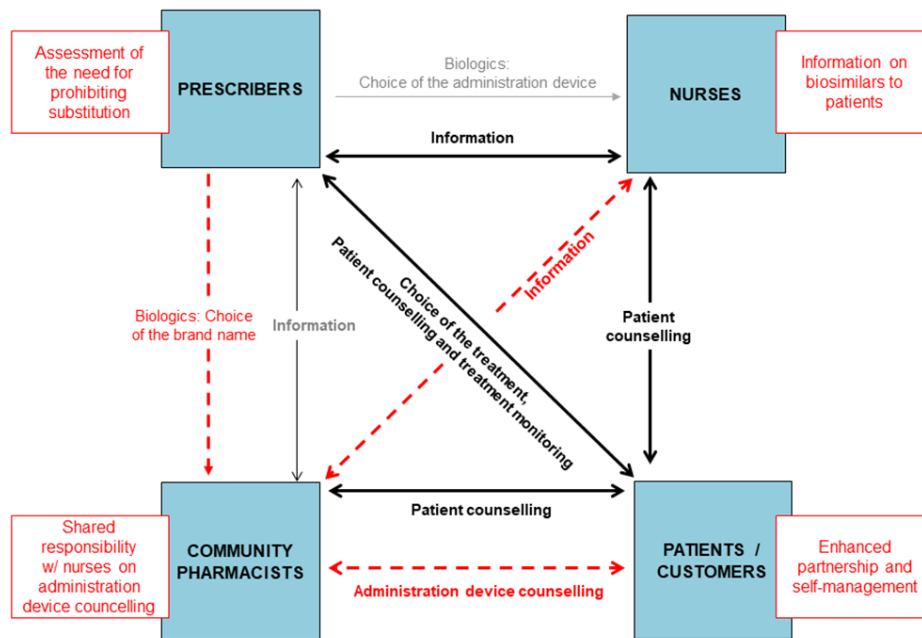 Assessment of
the need for
prohibiting
substitution
PRESCRIBERS
Biologics:
Choice of the administration device
NURSES
Information on
biosimilars to
patients
Information
Biologics: Choice
of the brand name
Information
Choice of the treatment,
Patient counselling and treatment monitoring
Information
Patient
counselling
Shared
responsibility
w/ nurses on
administration
device councelling
COMMUNITY
PHARMACISTS
Patient counselling
Administration device counselling
PATIENTS /
CUSTOMERS
Enhanced
partnership and
self-management